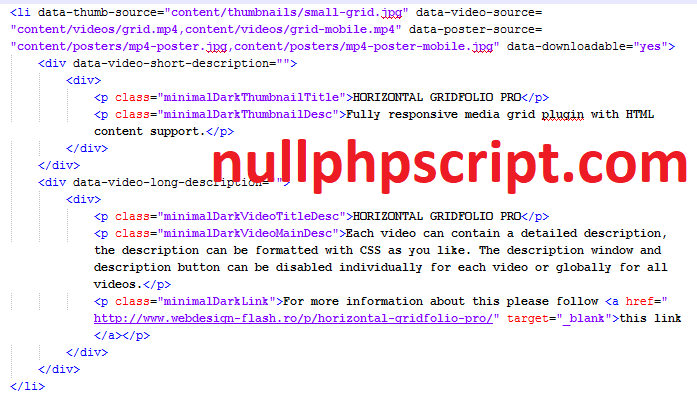 <li data-thumb-source="content/thumbnails/small-grid.jpg" data-video-source=
"content/videos/grid.mp4,content/videos/grid-mobile.mp4" data-poster-source=
"content/posters/mp4-poster.jpg,content/posters/mp4-poster-mobile.jpg" data-downloadable="yes">
<div data-video-short-description="">
<div>
<p class="minimalDarkThumbnailTitle">HORIZONTAL GRIDFOLIO PRO</p>
<p class="minimalDarkThumbnailDesc">Fully responsive media grid plugin with HTML
content support.</p>
</div>
</div>
nullphpscript.com
<div data-video-long-description="">
<div>
<p class="minimalDarkVideoTitleDesc">HORIZONTAL GRIDFOLIO PRO</p>
<p class="minimalDarkVideoMainDesc">Each video can contain a detailed description,
the description can be formatted with CSS as you like. The description window and
description button can be disabled individually for each video or globally for all
videos.</p>
<p class="minimalDarkLink">For more information about this please follow <a href="
http://www.webdesign-flash.ro/p/horizontal-gridfolio-pro/" target="_blank">this link
</a></p>
</div>
</div>
</li>